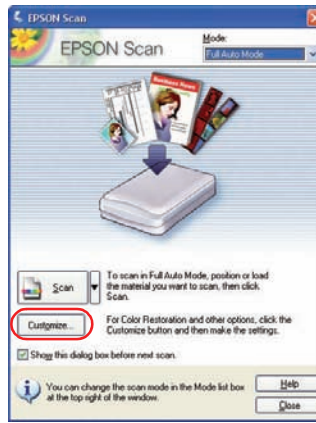 EPSON Scan
EPSON Scan
Mode:
Full Auto Mode
Business News
Scan
To scan in Full Auto Mode, position or load
the material you want to scan, then click
Scan.
Customize...
For Color Restoration and other options, click the
Customize button and then make the settings.
Show this dialog box before next scan.
You can change the scan mode in the Mode list box
at the top right of the window.
Help
Close